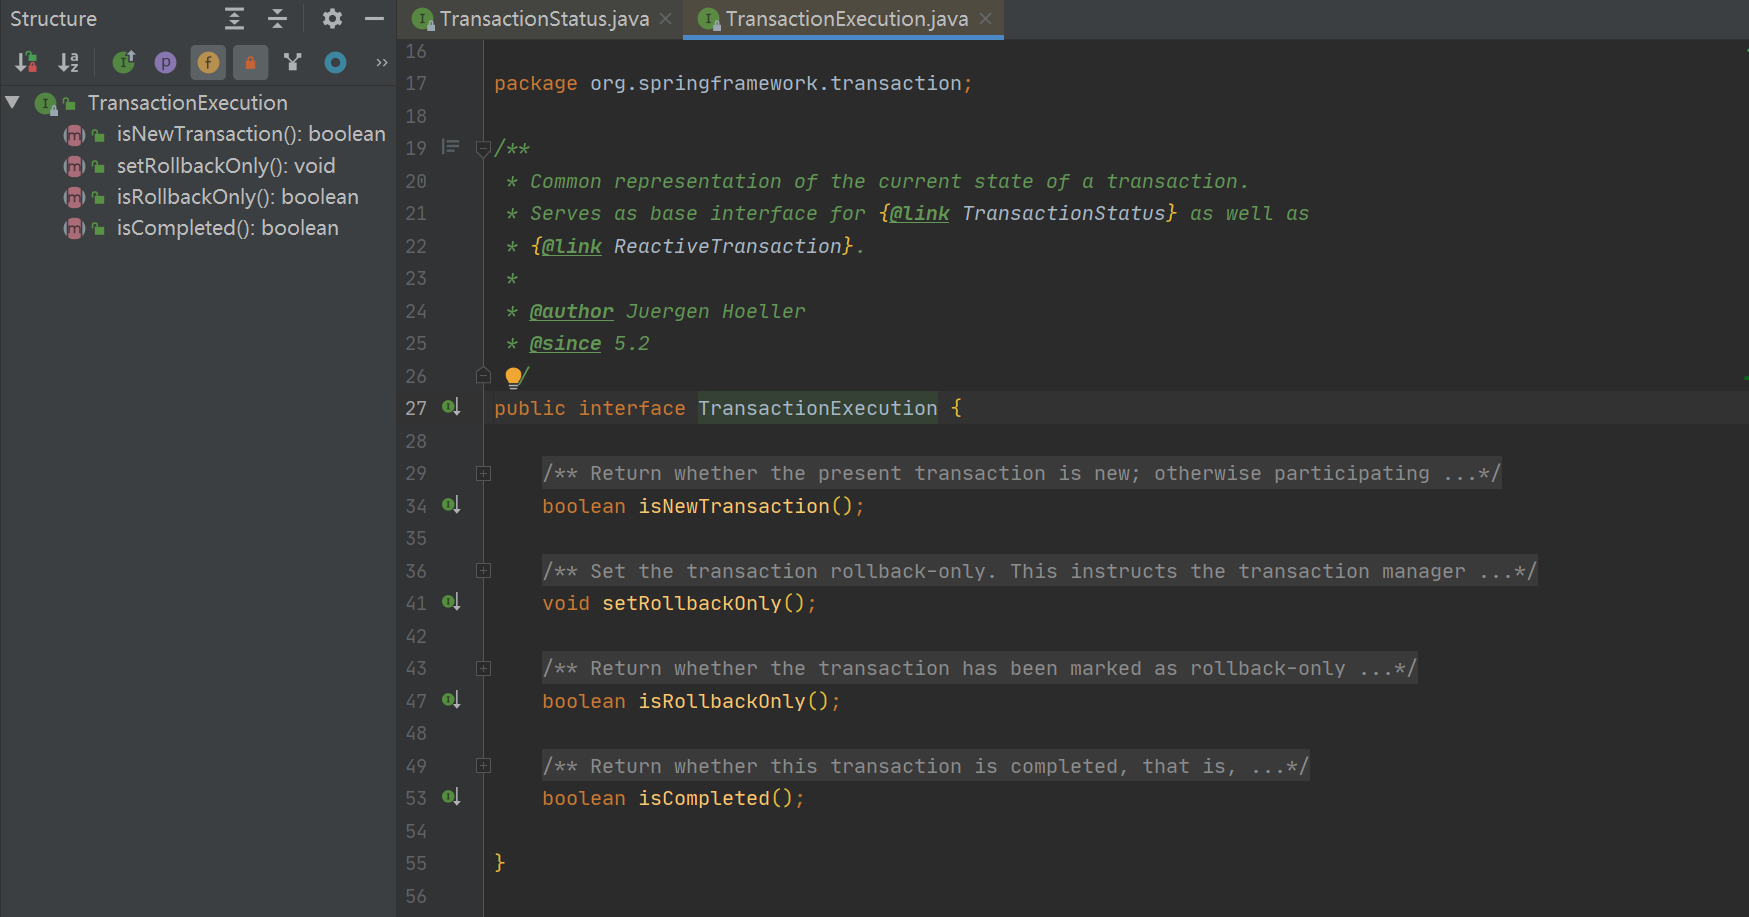 Structure
TransactionExecution
isNewTransaction(): boolean
setRollbackOnly(): void
isRollbackOnly(): boolean
isCompleted(): boolean
TransactionStatus.java
TransactionExecution.java
16
17 package org.springframework.transaction;
18
19 /**
20 * Common representation of the current state of a transaction.
21 * Serves as base interface for {@link TransactionStatus} as well as
22 * {@link ReactiveTransaction}.
23 *
24 * @author Juergen Hoeller
25 * @since 5.2
26 /
27 public interface TransactionExecution {
28
29 /** Return whether the present transaction is new; otherwise participating ...*/
34 boolean isNewTransaction();
35
36 /** Set the transaction rollback-only. This instructs the transaction manager ...*/
41 void setRollbackOnly();
42
43 /** Return whether the transaction has been marked as rollback-only ...*/
47 boolean isRollbackOnly();
48
49 /** Return whether this transaction is completed, that is, ...*/
53 boolean isCompleted();
54
55 }
56